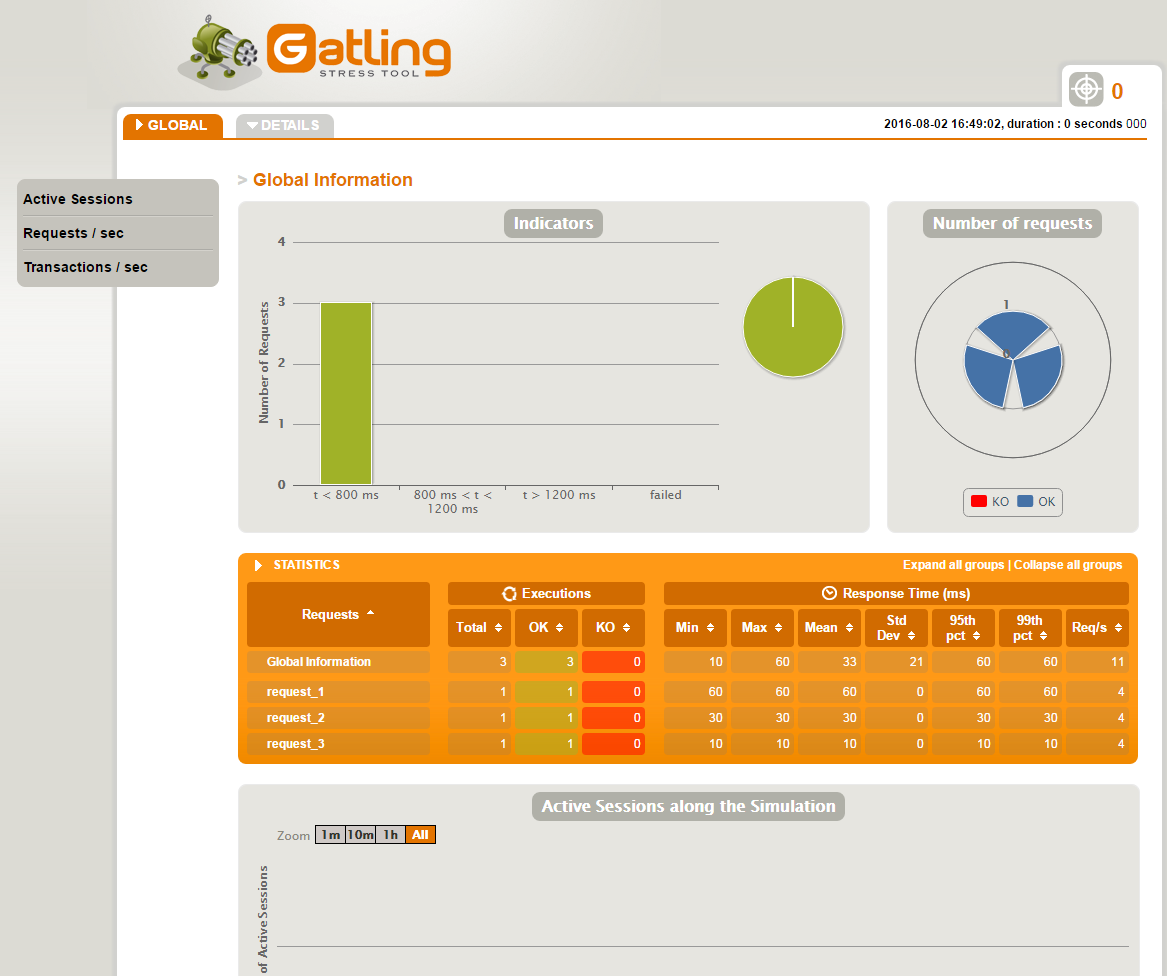 Gatling
STRESS TOOL
0
GLOBAL
DETAILS
2016-08-02 16:49:02, duration : 0 seconds 000
Active Sessions
Requests / sec
Transactions / sec
> Global Information
Indicators
4
3
2
1
0
Number of Requests
t < 800 ms
800 ms < t <
1200 ms
t > 1200 ms
failed
Number of requests
1
KO OK
STATISTICS
Expand all groups | Collapse all groups
Requests
Executions
Response Time (ms)
Total OK KO Min Max Mean Std Dev 95th pct 99th pct Req/s
Global Information 3 3 0 10 60 33 21 60 60 11
request_1 1 1 0 60 60 60 0 60 60 4
request_2 1 1 0 30 30 30 0 30 30 4
request_3 1 1 0 10 10 10 0 10 10 4
Active Sessions along the Simulation
Zoom 1m 10m 1h All
of Active Sessions